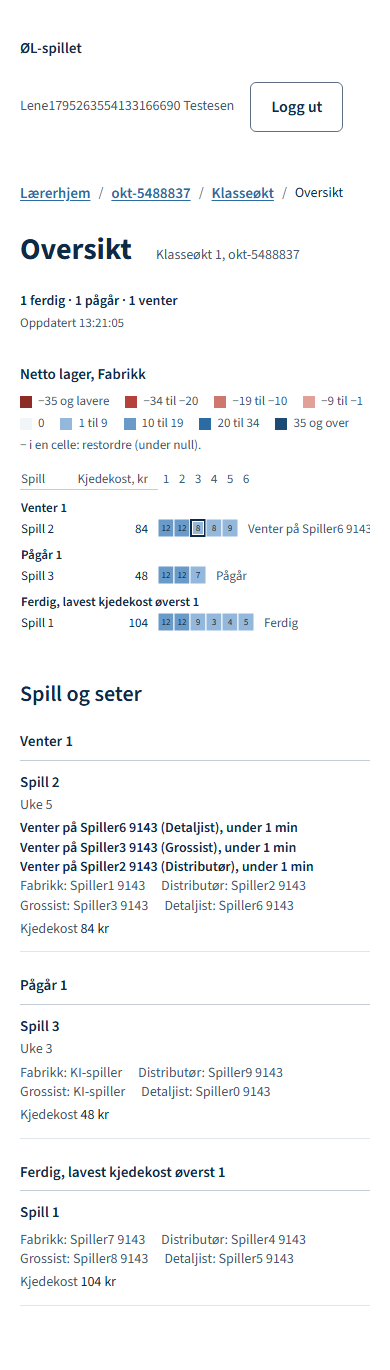 ØL-spillet
Lene1795263554133166690 Testesen
Logg ut
Lærerhjem / okt-5488837 / Klasseøkt / Oversikt
Oversikt Klasseøkt 1, okt-5488837
1 ferdig · 1 pågår · 1 venter
Oppdatert 13:21:05
Netto lager, Fabrikk
−35 og lavere −34 til −20 −19 til −10 −9 til −1
0 1 til 9 10 til 19 20 til 34 35 og over
− i en celle: restordre (under null).
Spill Kjedekost, kr 1 2 3 4 5 6
Venter 1
Spill 2 84 12 12 8 8 9 Venter på Spiller6 9143
Pågår 1
Spill 3 48 12 12 7 Pågår
Ferdig, lavest kjedekost øverst 1
Spill 1 104 12 12 9 3 4 5 Ferdig
Spill og seter
Venter 1
Spill 2
Uke 5
Venter på Spiller6 9143 (Detaljist), under 1 min
Venter på Spiller3 9143 (Grossist), under 1 min
Venter på Spiller2 9143 (Distributør), under 1 min
Fabrikk: Spiller1 9143 Distributør: Spiller2 9143
Grossist: Spiller3 9143 Detaljist: Spiller6 9143
Kjedekost 84 kr
Pågår 1
Spill 3
Uke 3
Fabrikk: KI-spiller Distributør: Spiller9 9143
Grossist: KI-spiller Detaljist: Spiller0 9143
Kjedekost 48 kr
Ferdig, lavest kjedekost øverst 1
Spill 1
Fabrikk: Spiller7 9143 Distributør: Spiller4 9143
Grossist: Spiller8 9143 Detaljist: Spiller5 9143
Kjedekost 104 kr